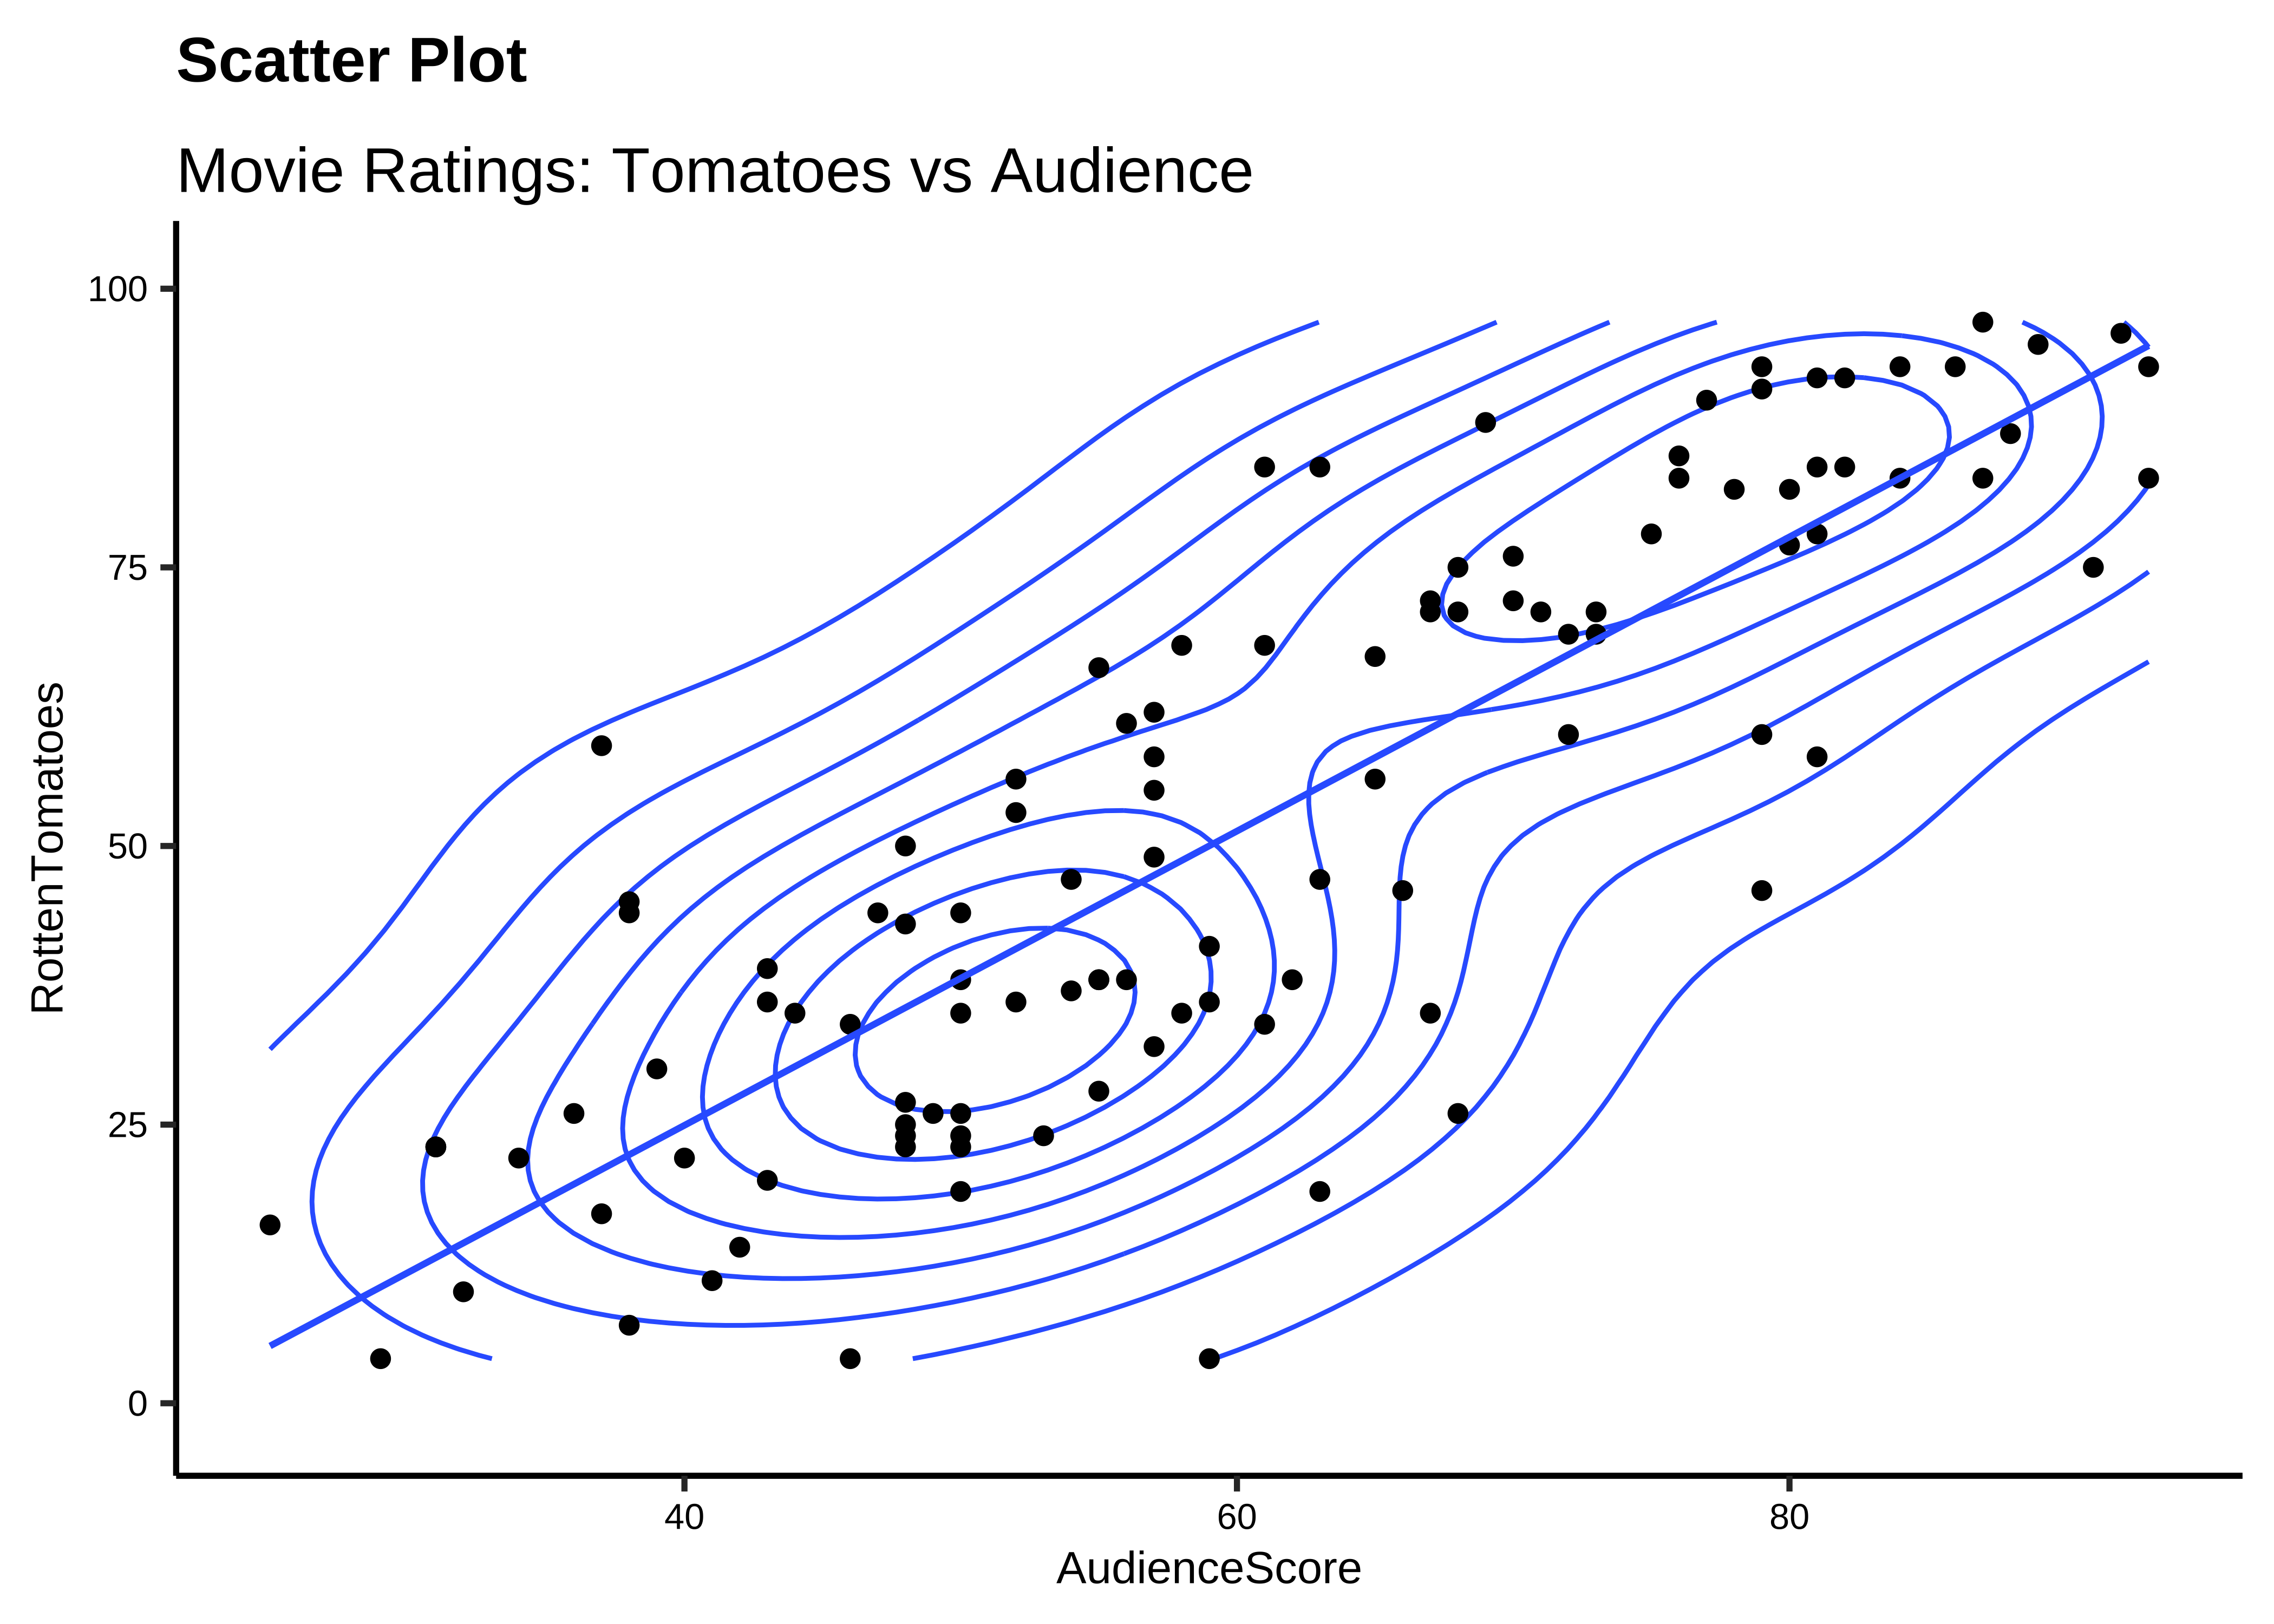 Scatter Plot
Movie Ratings: Tomatoes vs Audience
100
75
50
25
0
RottenTomatoes
40 60 80
AudienceScore